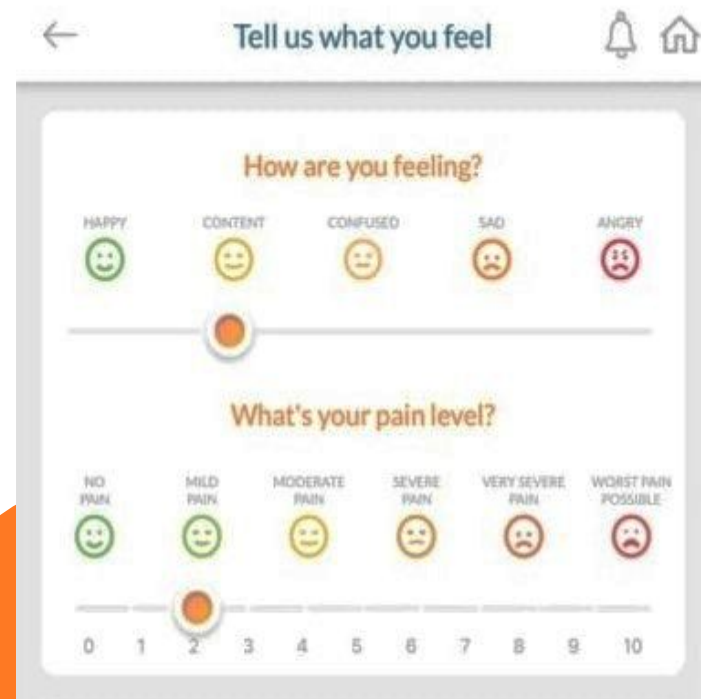 Tell us what you feel
How are you feeling?
HAPPY CONTENT CONFUSED SAD ANGRY
What's your pain level?
NO PAIN MILD PAIN MODERATE PAIN SEVERE PAIN VERY SEVERE PAIN WORST PAIN POSSIBLE
0 1 2 3 4 5 6 7 8 9 10